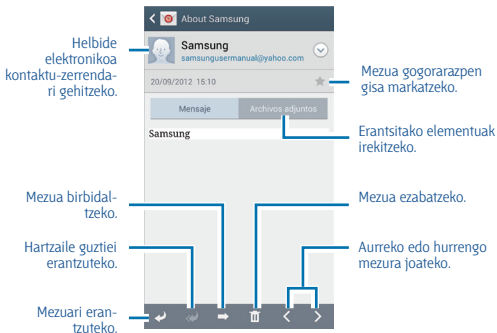 About Samsung
Helbide
elektronikoa
kontaktu-zerrenda-
ri gehitzeko.
Samsung
samsungusermanual@yahoo.com
20/09/2012 15:10
Mezua gogorarazpen
gisa markatzeko.
Mensaje
Archivos adjuntos
Erantsitako elementuak
irekitzeko.
Samsung
Mezua birbidal-
tzeko.
Mezua ezabatzeko.
Hartzaile guztiei
erantzuteko.
Aurreko edo hurrengo
mezura joateko.
Mezuari eran-
tzuteko.